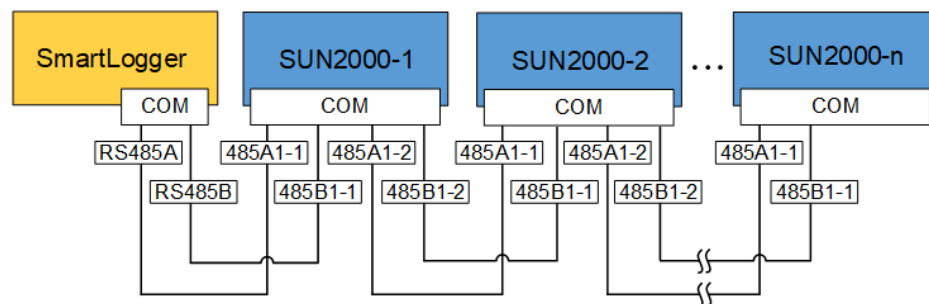 SmartLogger
SUN2000-1
SUN2000-2
...
SUN2000-n
COM
COM
COM
COM
RS485A
485A1-1
485A1-2
485A1-1
485A1-2
485A1-1
RS485B
485B1-1
485B1-2
485B1-1
485B1-2
485B1-1